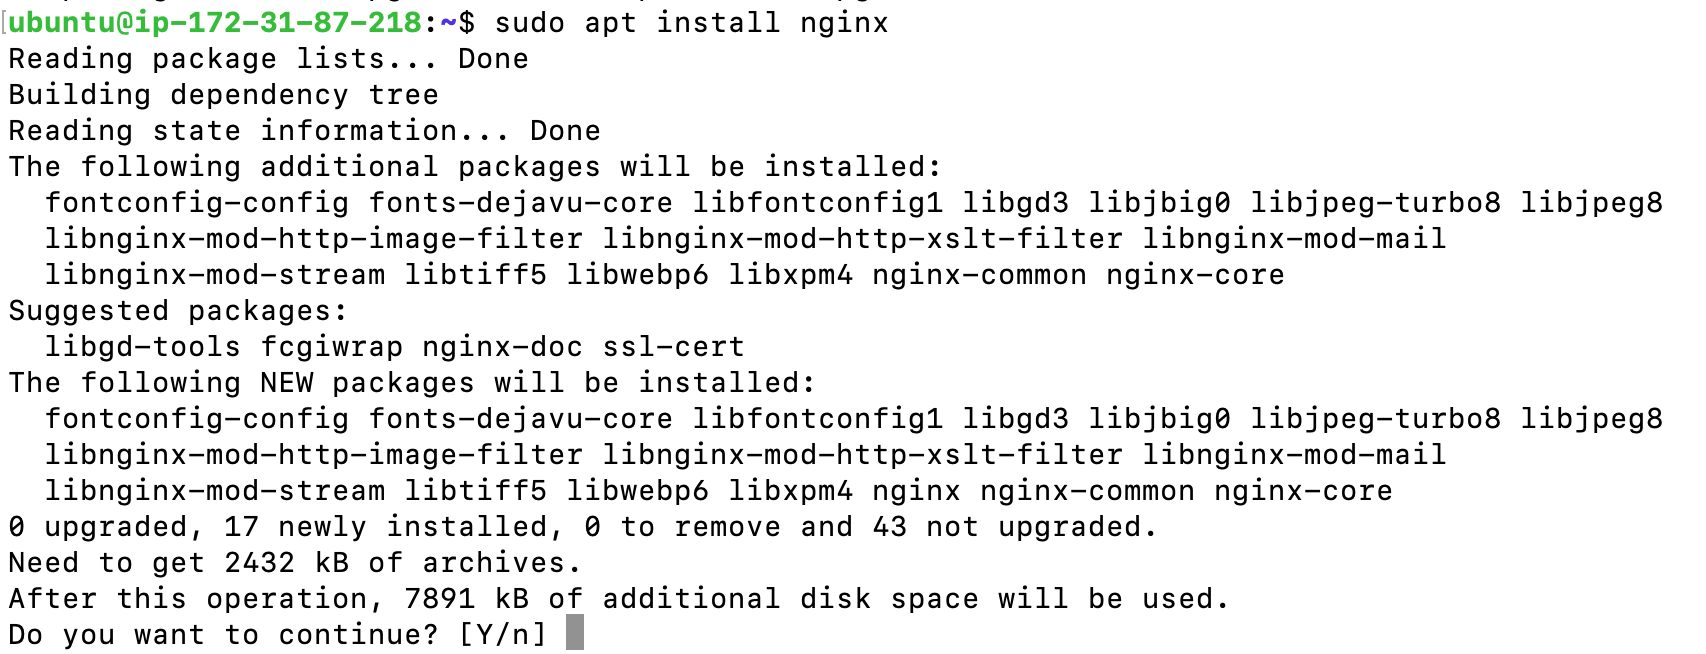 ubuntu@ip-172-31-87-218:~$ sudo apt install nginx
Reading package lists... Done
Building dependency tree
Reading state information... Done
The following additional packages will be installed:
  fontconfig-config fonts-dejavu-core libfontconfig1 libgd3 libjbig0 libjpeg-turbo8 libjpeg8
  libnginx-mod-http-image-filter libnginx-mod-http-xslt-filter libnginx-mod-mail
  libnginx-mod-stream libtiff5 libwebp6 libxpm4 nginx-common nginx-core
Suggested packages:
  libgd-tools fcgiwrap nginx-doc ssl-cert
The following NEW packages will be installed:
  fontconfig-config fonts-dejavu-core libfontconfig1 libgd3 libjbig0 libjpeg-turbo8 libjpeg8
  libnginx-mod-http-image-filter libnginx-mod-http-xslt-filter libnginx-mod-mail
  libnginx-mod-stream libtiff5 libwebp6 libxpm4 nginx nginx-common nginx-core
0 upgraded, 17 newly installed, 0 to remove and 43 not upgraded.
Need to get 2432 kB of archives.
After this operation, 7891 kB of additional disk space will be used.
Do you want to continue? [Y/n]